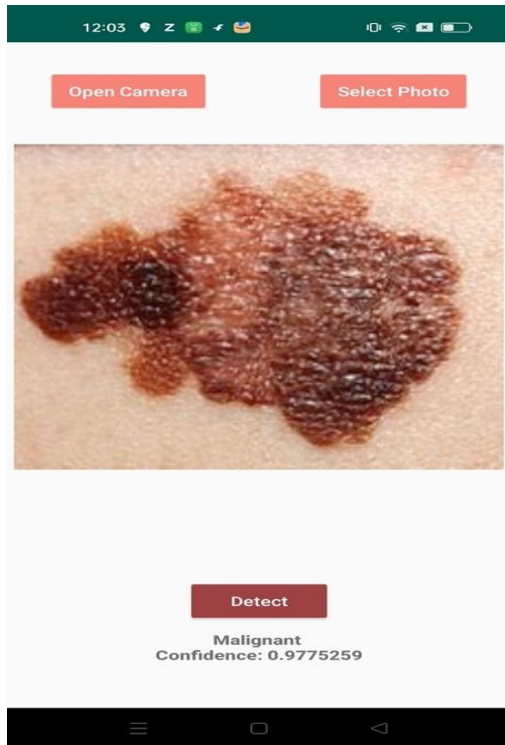 12:03 Z
Open Camera
Select Photo
Detect
Malignant
Confidence: 0.9775259